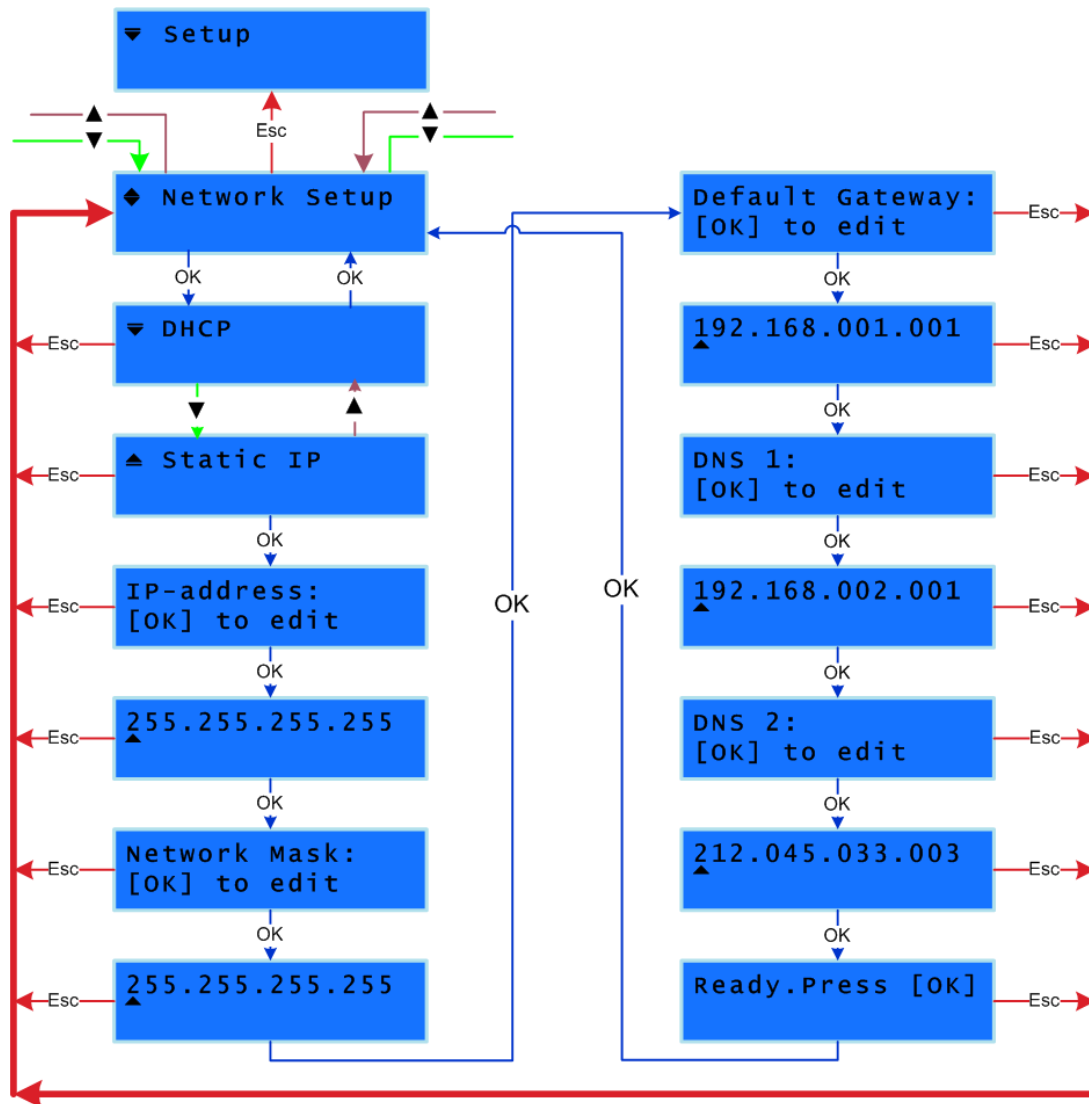 Setup
Esc
Network Setup
OK
OK
DHCP
Esc
Static IP
Esc
OK
IP-address:
[OK] to edit
Esc
OK
255.255.255.255
Esc
OK
Network Mask:
[OK] to edit
Esc
OK
255.255.255.255
Esc
OK
Default Gateway:
[OK] to edit
Esc
OK
192.168.001.001
Esc
OK
DNS 1:
[OK] to edit
Esc
OK
192.168.002.001
Esc
OK
DNS 2:
[OK] to edit
Esc
OK
212.045.033.003
Esc
OK
Ready.Press [OK]
Esc
OK